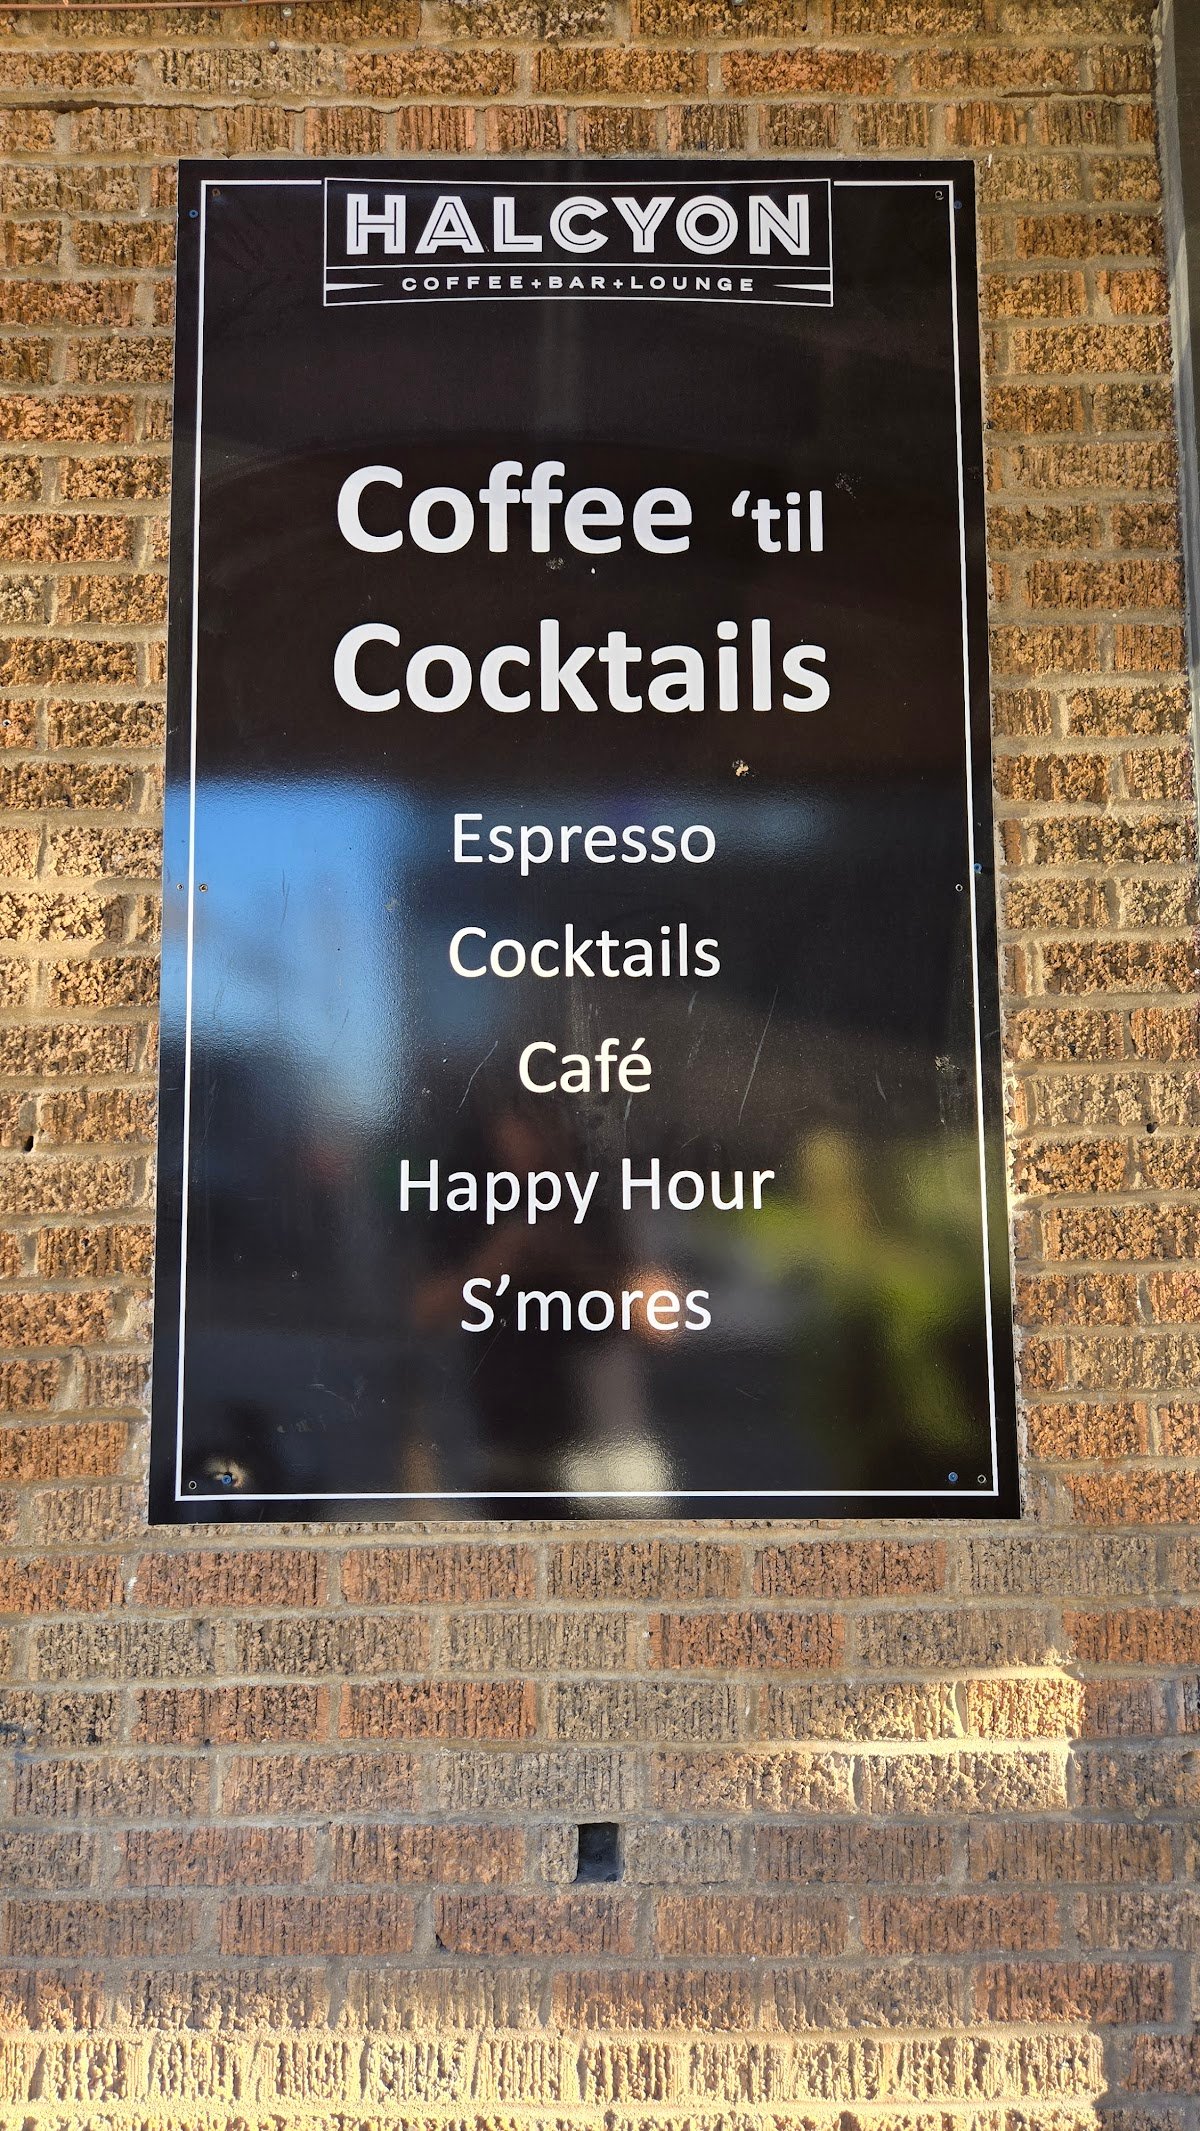 HALCYON
COFFEE+BAR+LOUNGE
Coffee ‘til
Cocktails
Espresso
Cocktails
Café
Happy Hour
S’mores